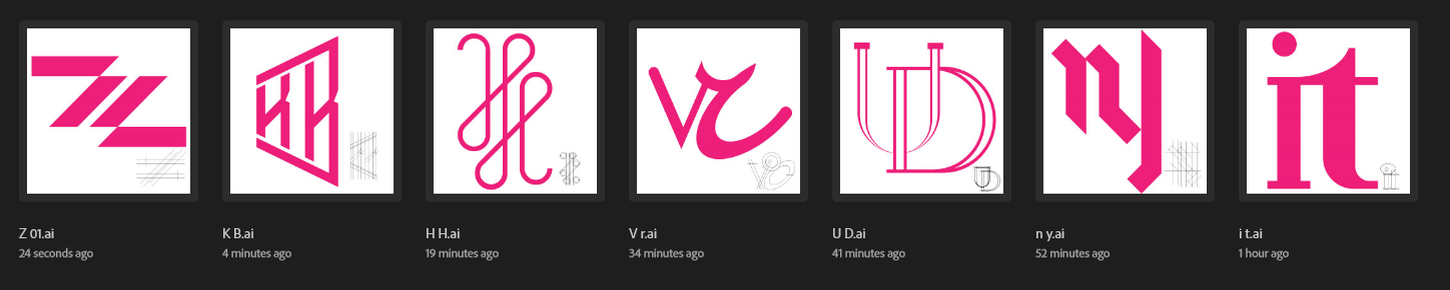 Z 01.ai
24 seconds ago
K B.ai
4 minutes ago
H H.ai
19 minutes ago
V r.ai
34 minutes ago
U D.ai
41 minutes ago
n y.ai
52 minutes ago
it
i t.ai
1 hour ago